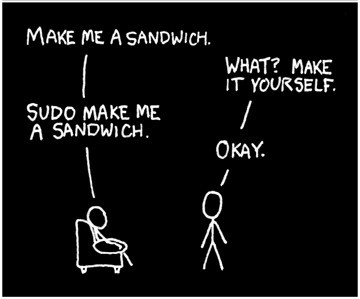 MAKE ME A SANDWICH.
WHAT? MAKE
IT YOURSELF.
SUDO MAKE ME
A SANDWICH.
OKAY.